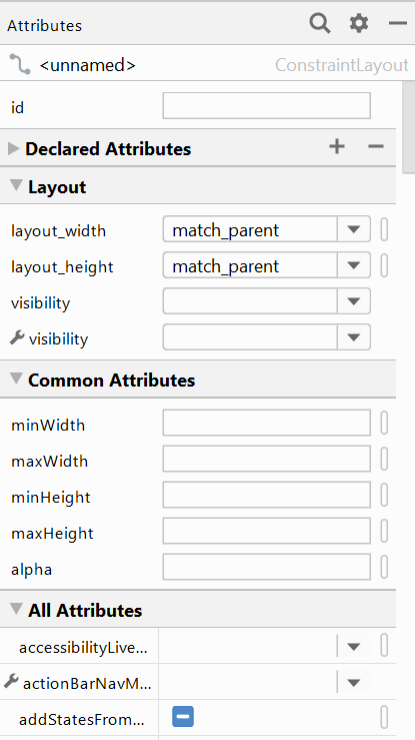 Attributes
<unnamed> ConstraintLayout
id
Declared Attributes
Layout
layout_width match_parent
layout_height match_parent
visibility
visibility
Common Attributes
minWidth
maxWidth
minHeight
maxHeight
alpha
All Attributes
accessibilityLive...
actionBarNavM...
addStatesFrom...